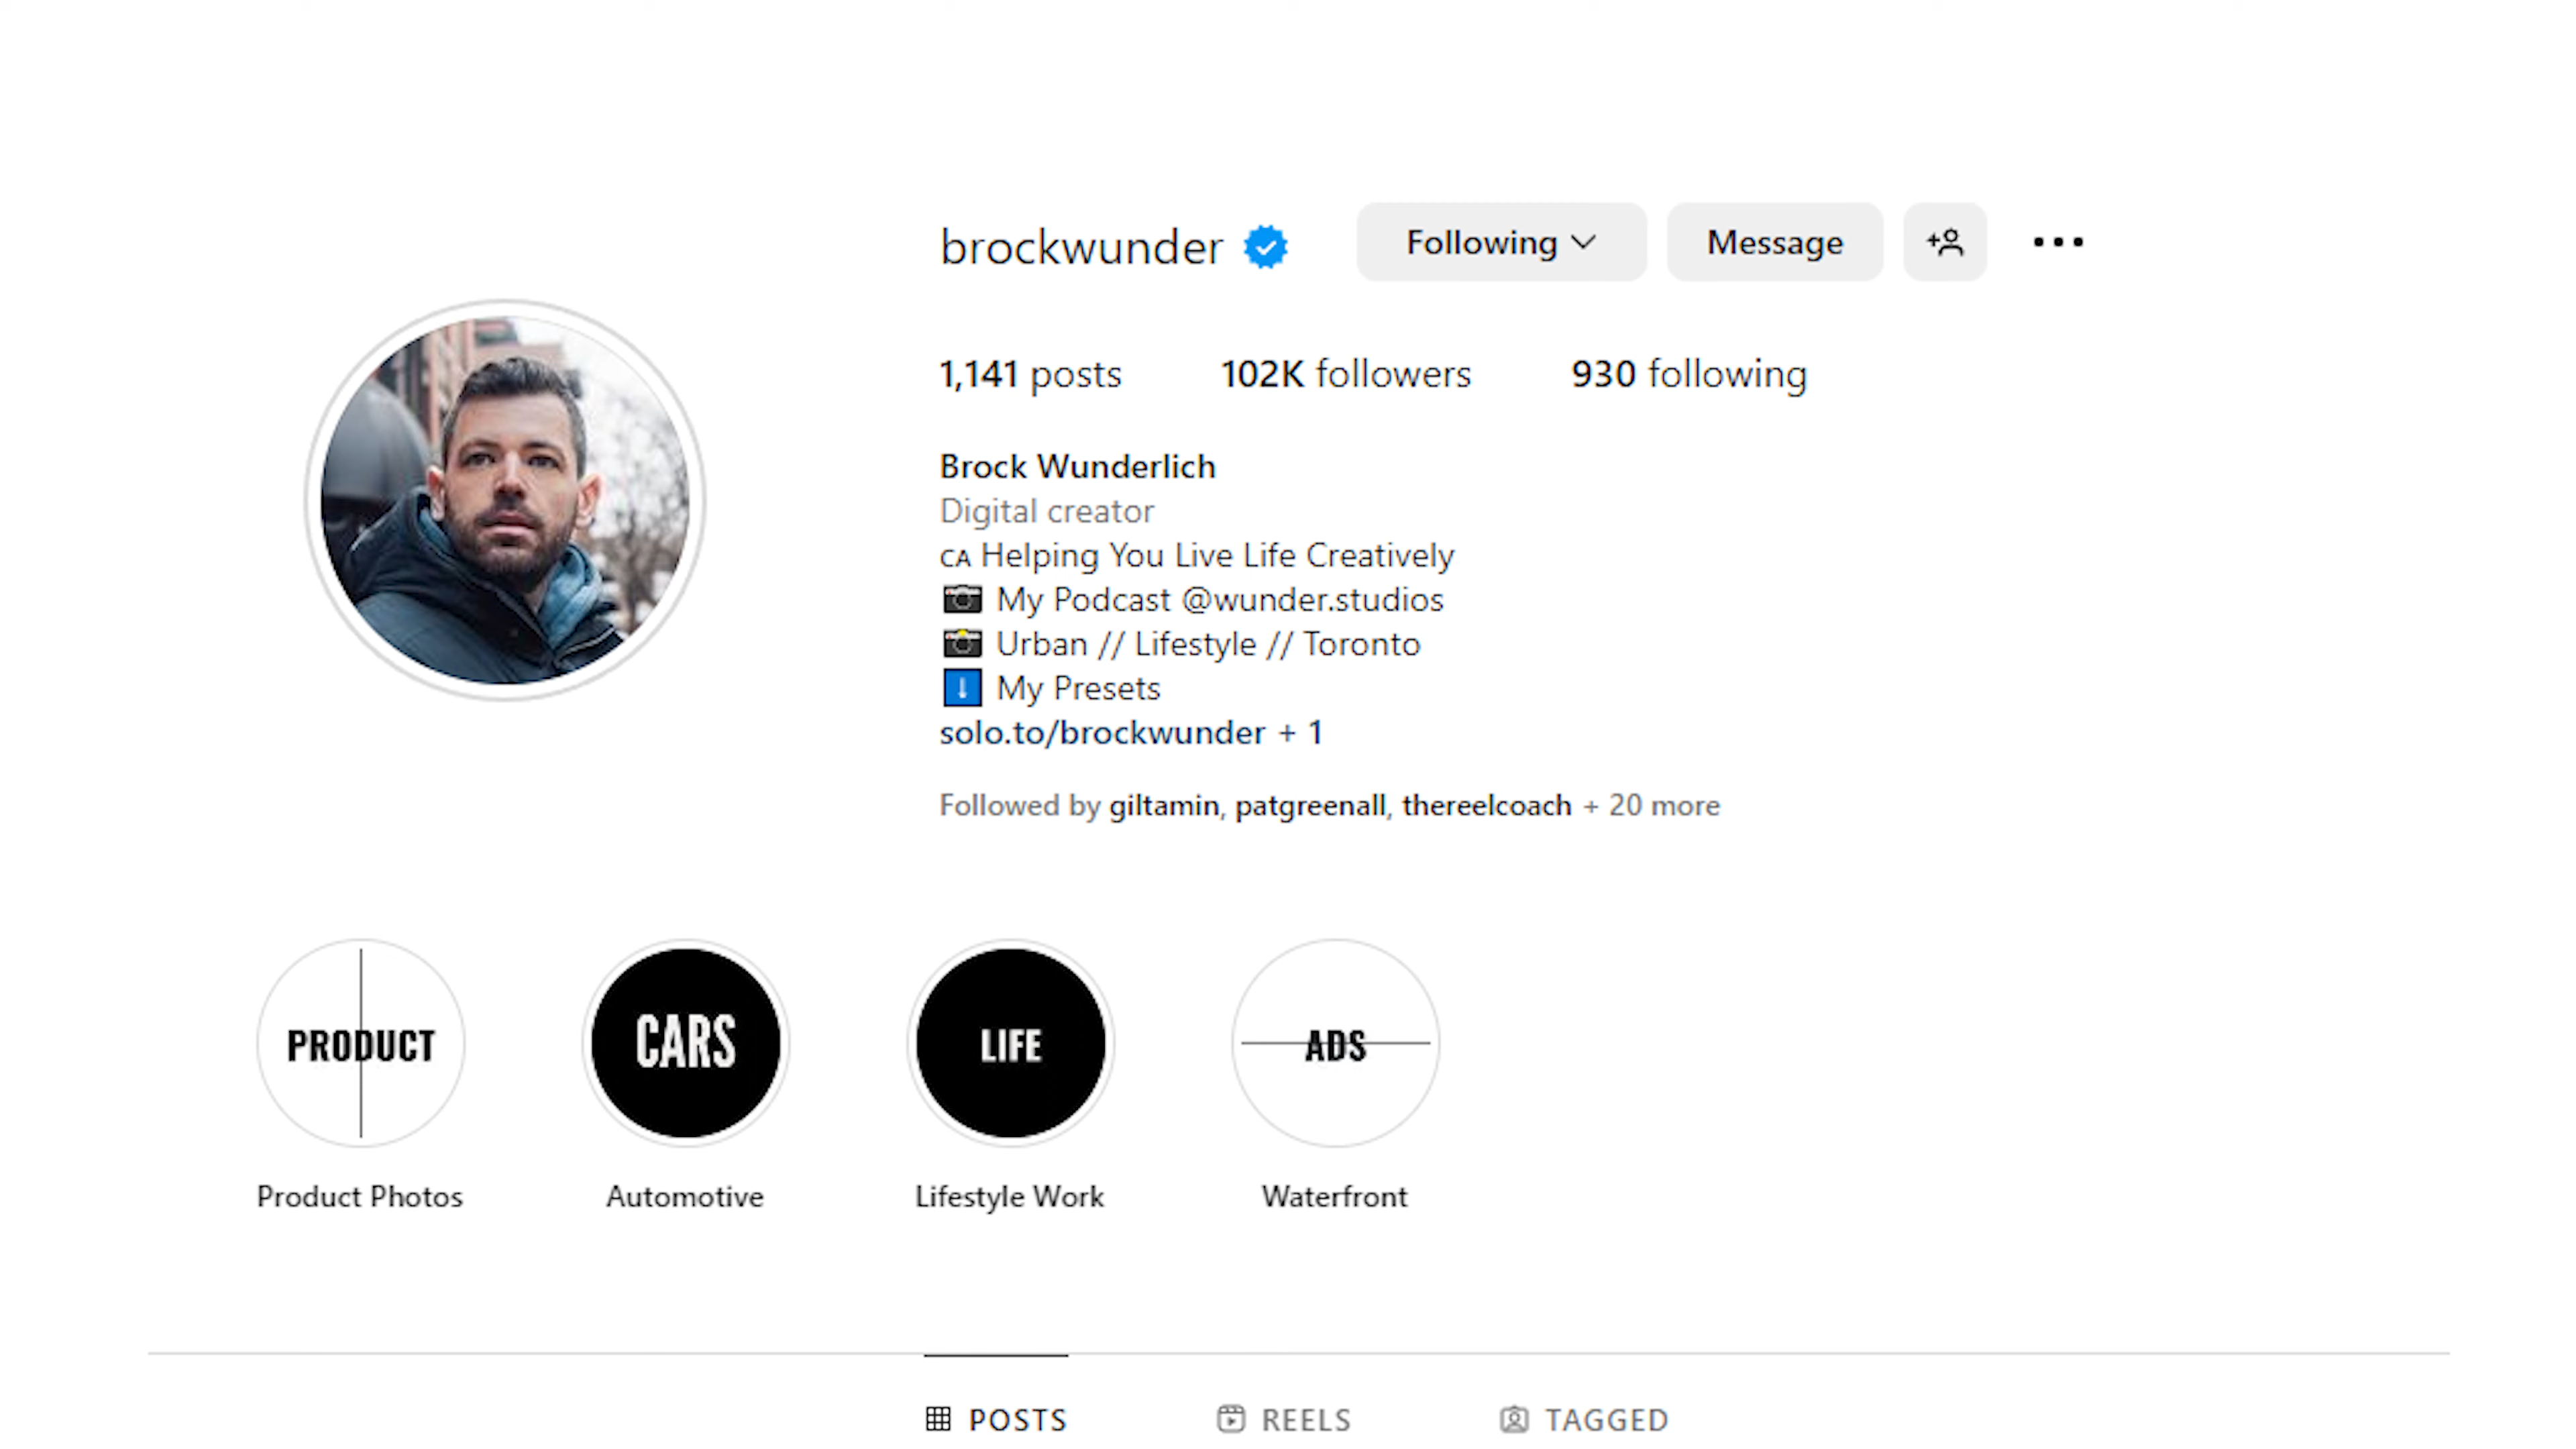 brockwunder
Following
Message
1,141 posts
102K followers
930 following
Brock Wunderlich
Digital creator
CA Helping You Live Life Creatively
My Podcast @wunder.studios
Urban // Lifestyle // Toronto
My Presets
solo.to/brockwunder + 1
Followed by giltamin, patgreenall, thereelcoach + 20 more
PRODUCT
CARS
LIFE
ADS
Product Photos
Automotive
Lifestyle Work
Waterfront
POSTS
REELS
TAGGED